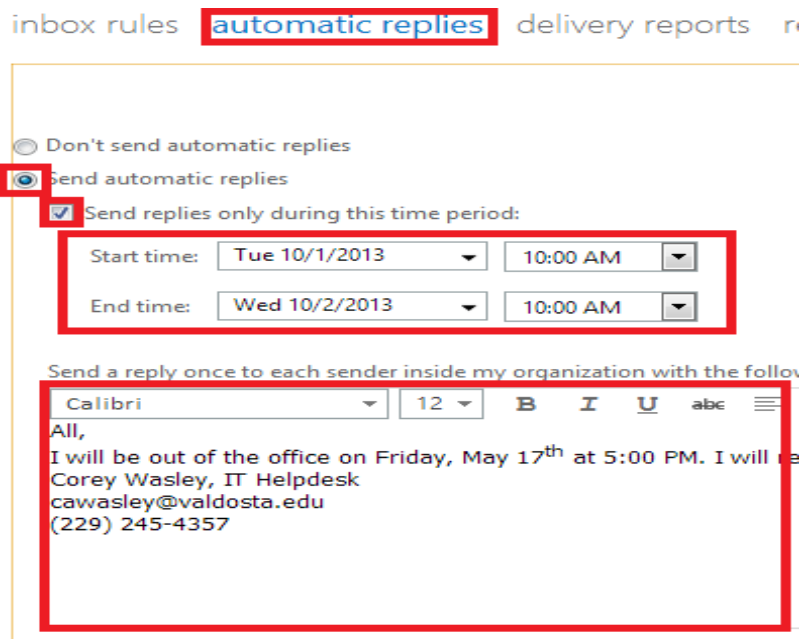 inbox rules automatic replies delivery reports
Don't send automatic replies
Send automatic replies
Send replies only during this time period:
Start time: Tue 10/1/2013 10:00 AM
End time: Wed 10/2/2013 10:00 AM
Send a reply once to each sender inside my organization with the
Calibri 12 B I U abc
All,
I will be out of the office on Friday, May 17th at 5:00 PM. I will
Corey Wasley, IT Helpdesk
cawasley@valdosta.edu
(229) 245-4357